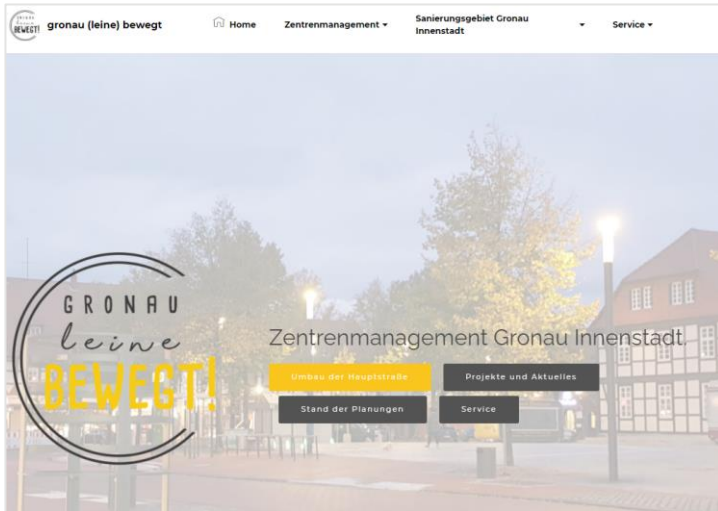 gronau (leine) bewegt
Home
Zentrenmanagement
Sanierungsgebiet Gronau
Innenstadt
Service
GRONAU
leine
BEWEGT!
Zentrenmanagement Gronau Innenstadt.
Umbau der Hauptstraße
Projekte und Aktuelles
Stand der Planungen
Service